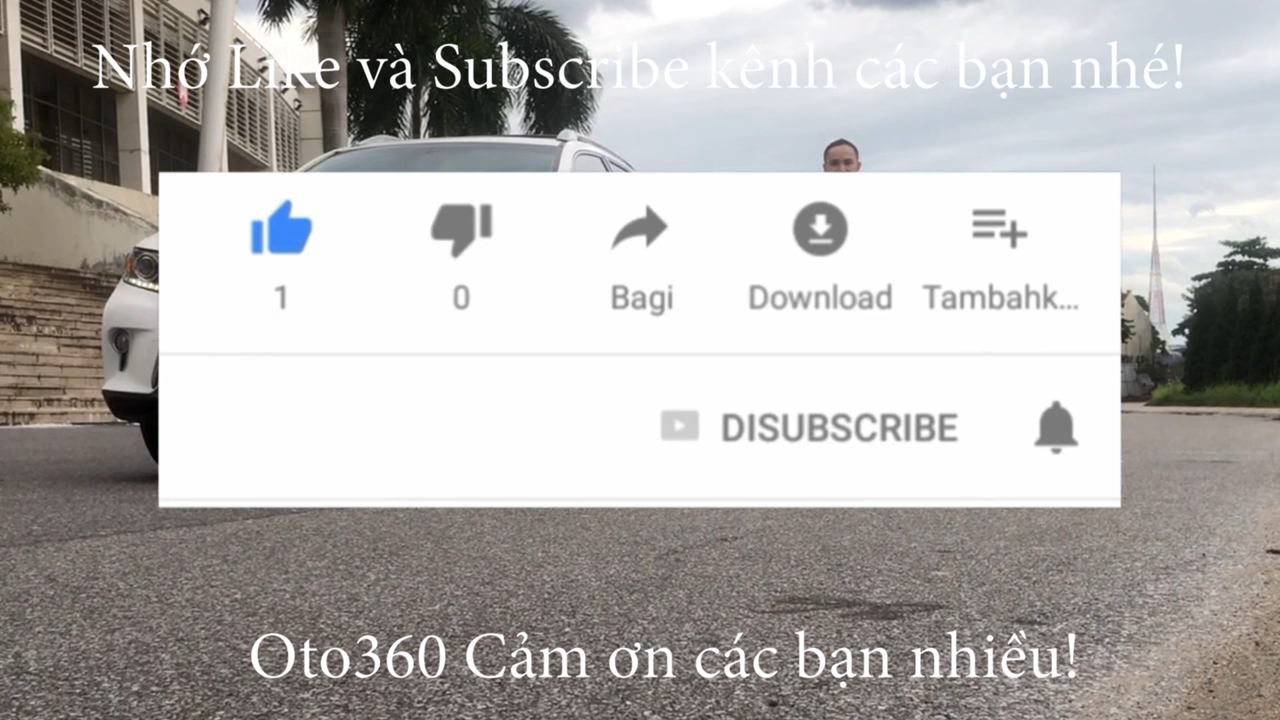 Nhớ Like và Subscribe kênh các bạn nhé!
1 0 Bagi Download Tambahk...
DISUBSCRIBE
Oto360 Cảm ơn các bạn nhiều!